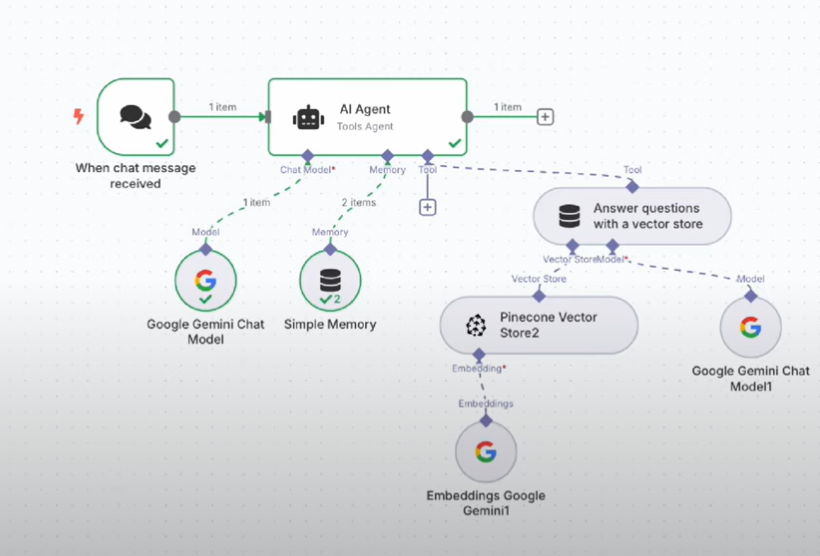 1 item
AI Agent
Tools Agent
1 item
When chat message
received
Chat Model*
Memory
Tool
Tool
1 item
2 items
Answer questions
with a vector store
Model
Memory
Vector Store
Model*
2
Vector Store
Model
Google Gemini Chat
Model
Simple Memory
Pinecone Vector
Store2
Embedding*
Google Gemini Chat
Model1
Embeddings
Embeddings Google
Gemini1